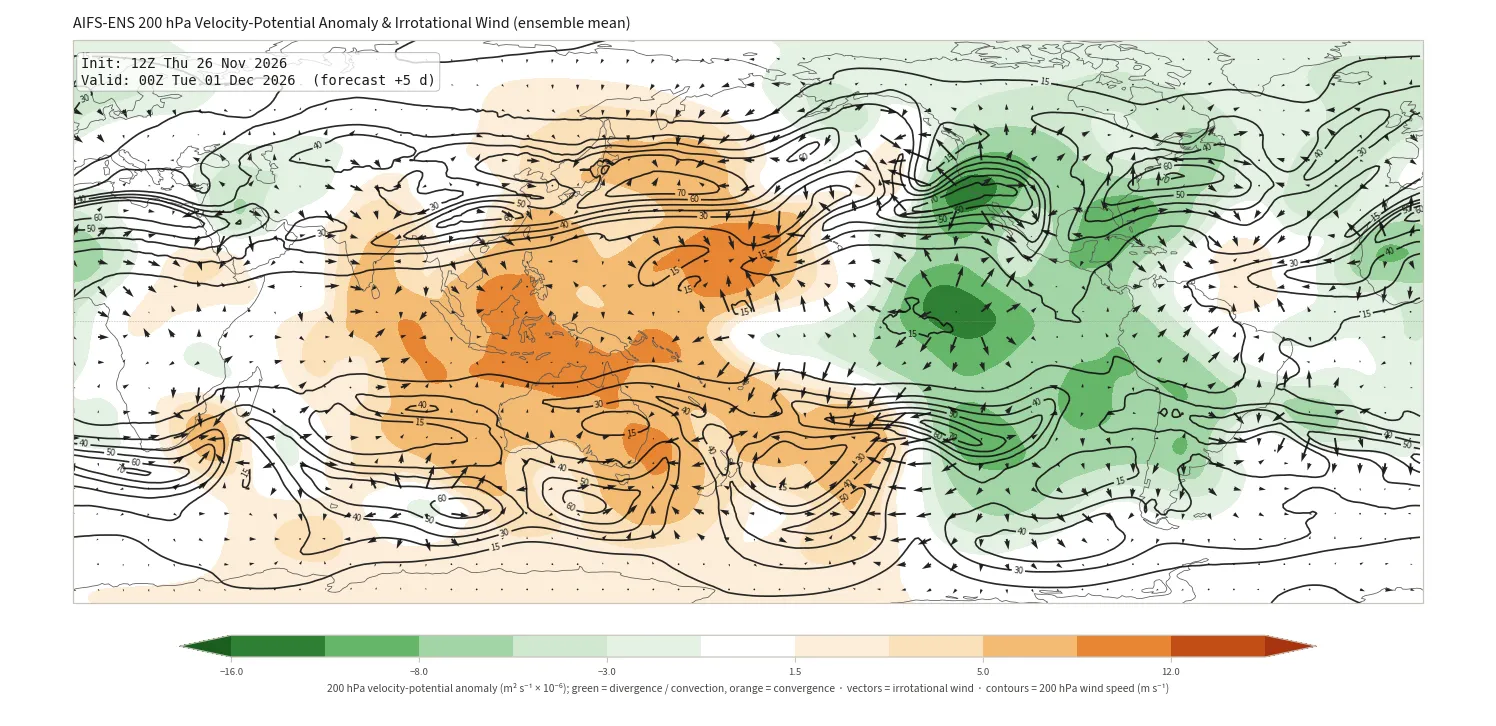 AIFS-ENS 200 hPa Velocity-Potential Anomaly & Irrotational Wind (ensemble mean)
Init: 12Z Thu 26 Nov 2026
Valid: 00Z Tue 01 Dec 2026 (forecast +5 d)
−16.0 −8.0 −3.0 1.5 5.0 12.0
200 hPa velocity-potential anomaly (m² s⁻¹ × 10⁻⁶); green = divergence / convection, orange = convergence · vectors = irrotational wind · contours = 200 hPa wind speed (m s⁻¹)